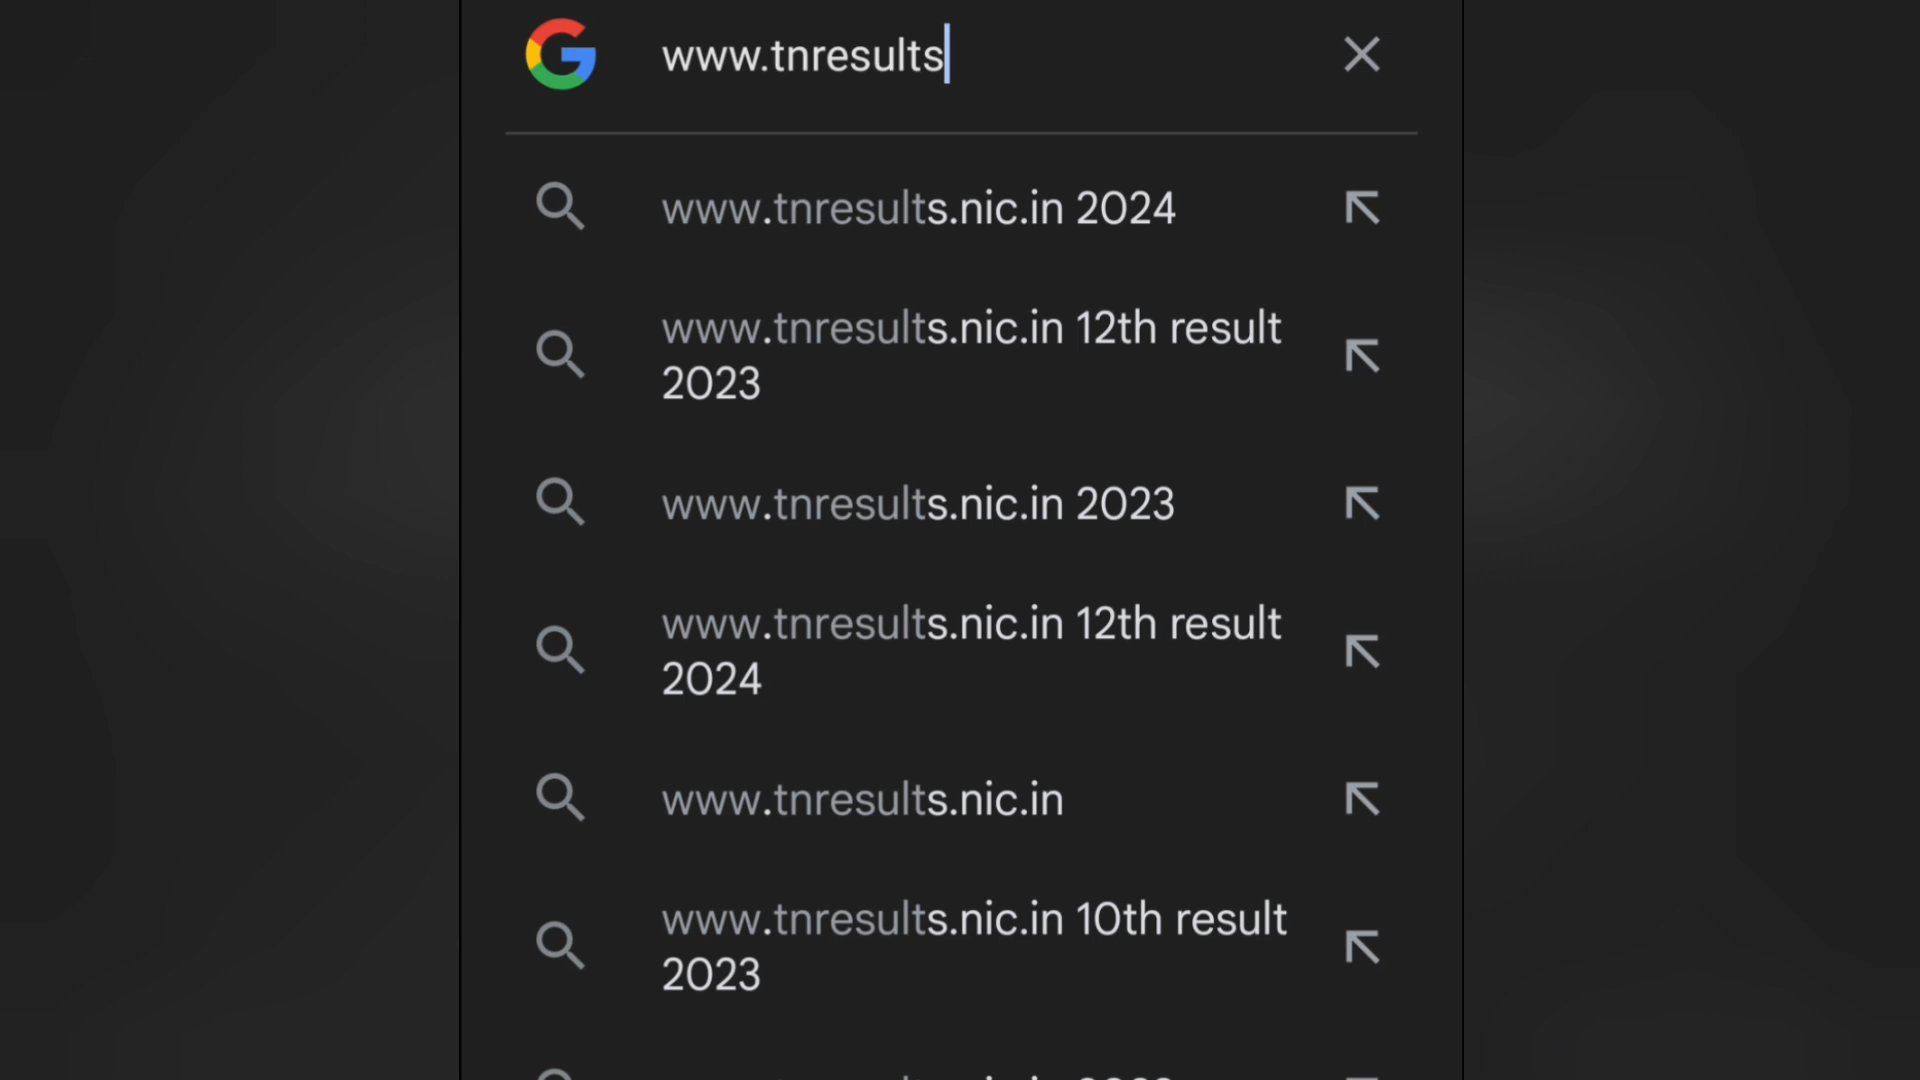 www.tnresults
www.tnresults.nic.in 2024
www.tnresults.nic.in 12th result
2023
www.tnresults.nic.in 2023
www.tnresults.nic.in 12th result
2024
www.tnresults.nic.in
www.tnresults.nic.in 10th result
2023